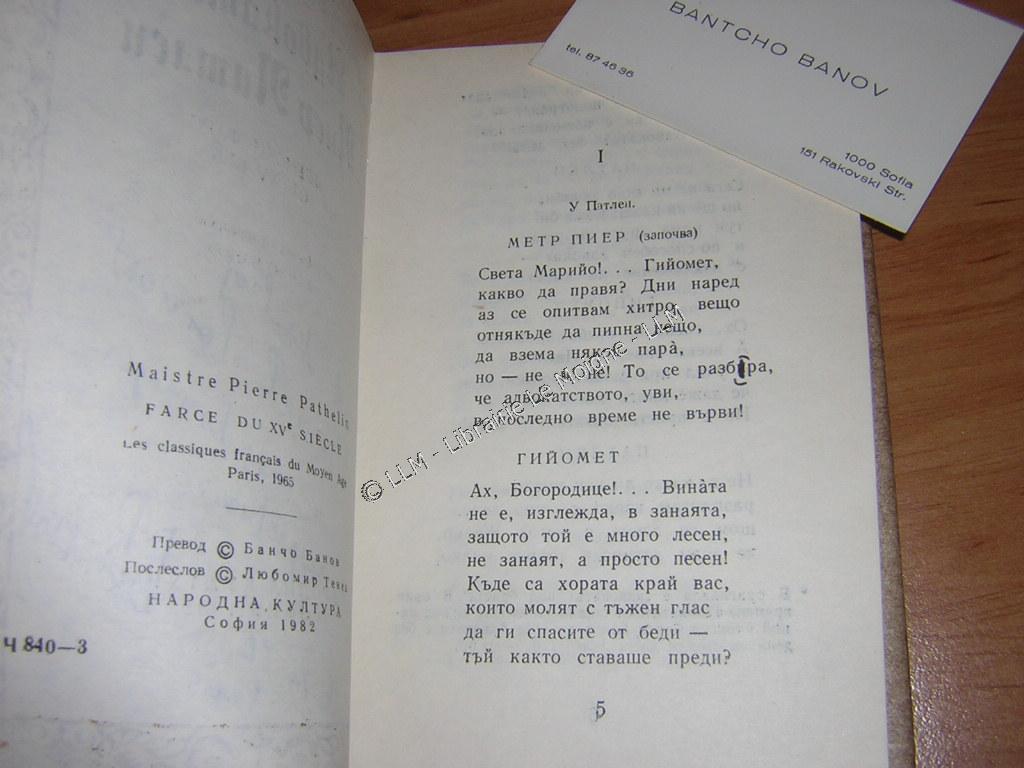 Maistre Pierre Pathelin
FARCE DU XVᵉ SIÈCLE
Les classiques français du Moyen Age
Paris, 1965
Превод © Банчо Банов
Послеслов © Любомир Тенев
НАРОДНА КУЛТУРА
София 1982
Ч 840—3
BANTCHO BANOV
tel. 87 46 36
1000 Sofia
151 Rakovski Str.
I
У Патлен.
МЕТР ПИЕР (започва)
Света Марийо!. . . Гийомет,
какво да правя? Дни наред
аз се опитвам хитро, вещо
отнякъде да пипна нещо,
да взема някоя парà,
но — не и не! То се разбира,
че адвокатството, уви,
в последно време не върви!
ГИЙОМЕТ
Ах, Богородице!. . . Винàта
не е, изглежда, в занаята,
защото той е много лесен,
не занаят, а просто песен!
Къде са хората край вас,
които молят с тъжен глас
да ги спасите от беди —
тъй както ставаше преди?
5
© LLM - Librairie Le Moigne - LLM